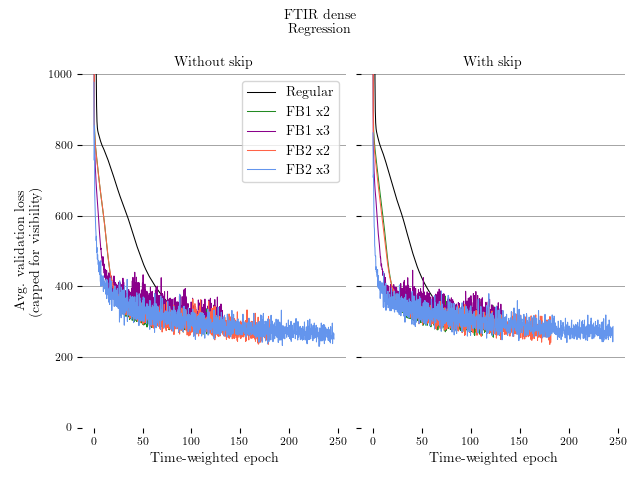 FTIR dense
Regression
Without skip
With skip
Avg. validation loss
(capped for visibility)
1000
800
600
400
200
0
Regular
FB1 x2
FB1 x3
FB2 x2
FB2 x3
0 50 100 150 200 250
0 50 100 150 200 250
Time-weighted epoch
Time-weighted epoch